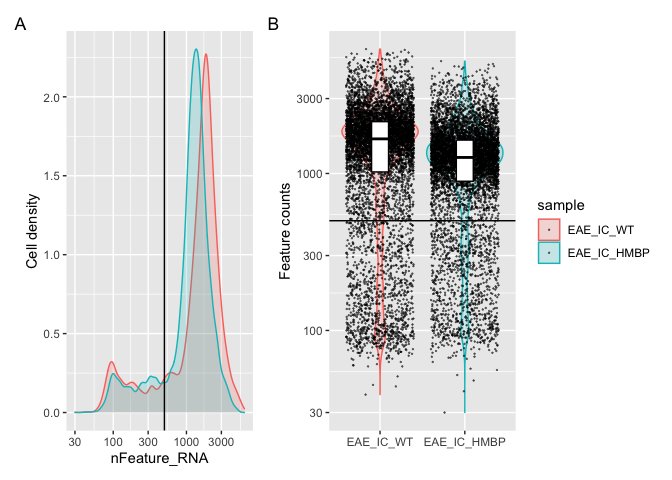 A
B
Cell density
2.0
1.5
1.0
0.5
0.0
30 100 300 1000 3000
nFeature_RNA
Feature counts
3000
1000
300
100
30
EAE_IC_WT EAE_IC_HMBP
sample
EAE_IC_WT
EAE_IC_HMBP